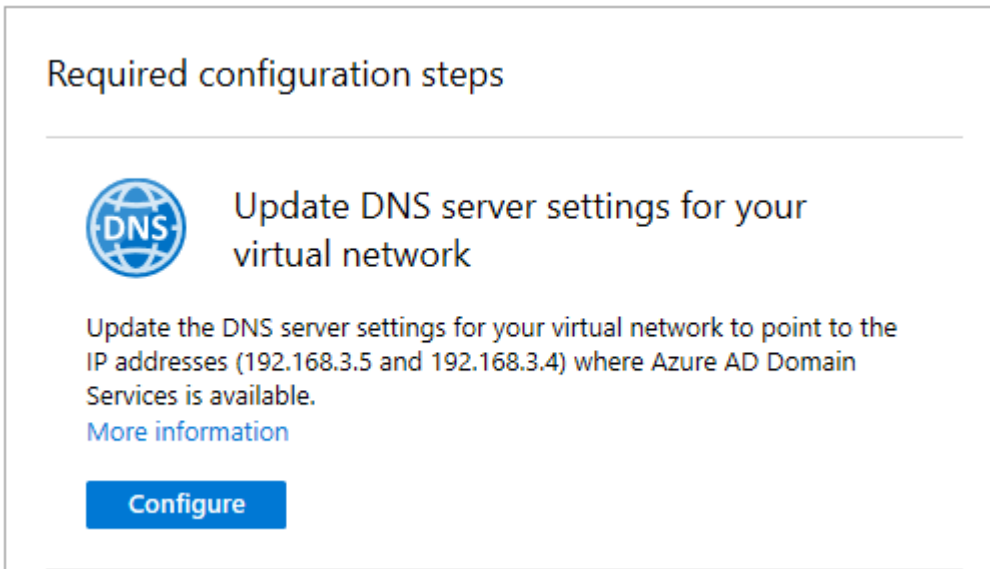 Required configuration steps
DNS
Update DNS server settings for your
virtual network
Update the DNS server settings for your virtual network to point to the
IP addresses (192.168.3.5 and 192.168.3.4) where Azure AD Domain
Services is available.
More information
Configure